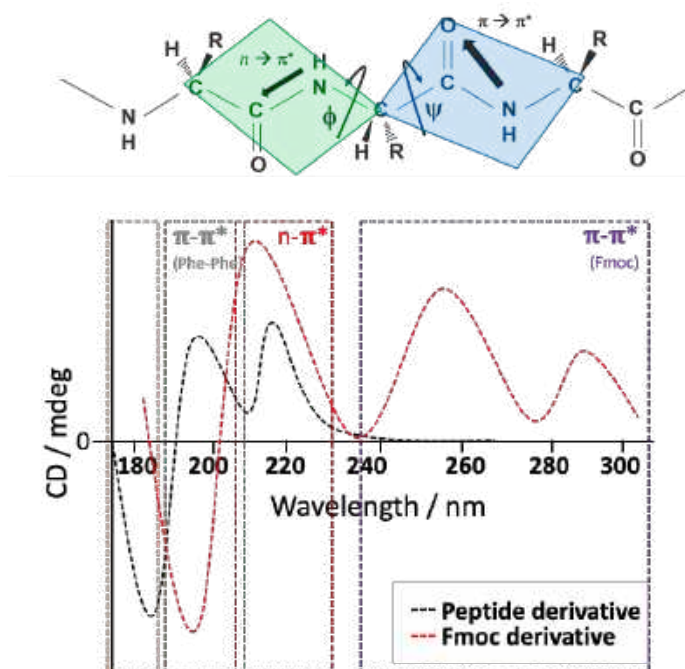 O π → π*
H R n → π* H C H R
C C N ϕ C ψ N C C
N H O H R H O
π-π* n-π* π-π*
(Phe-Phe) (Fmoc)
CD / mdeg
0
180 200 220 240 260 280 300
Wavelength / nm
Peptide derivative
Fmoc derivative